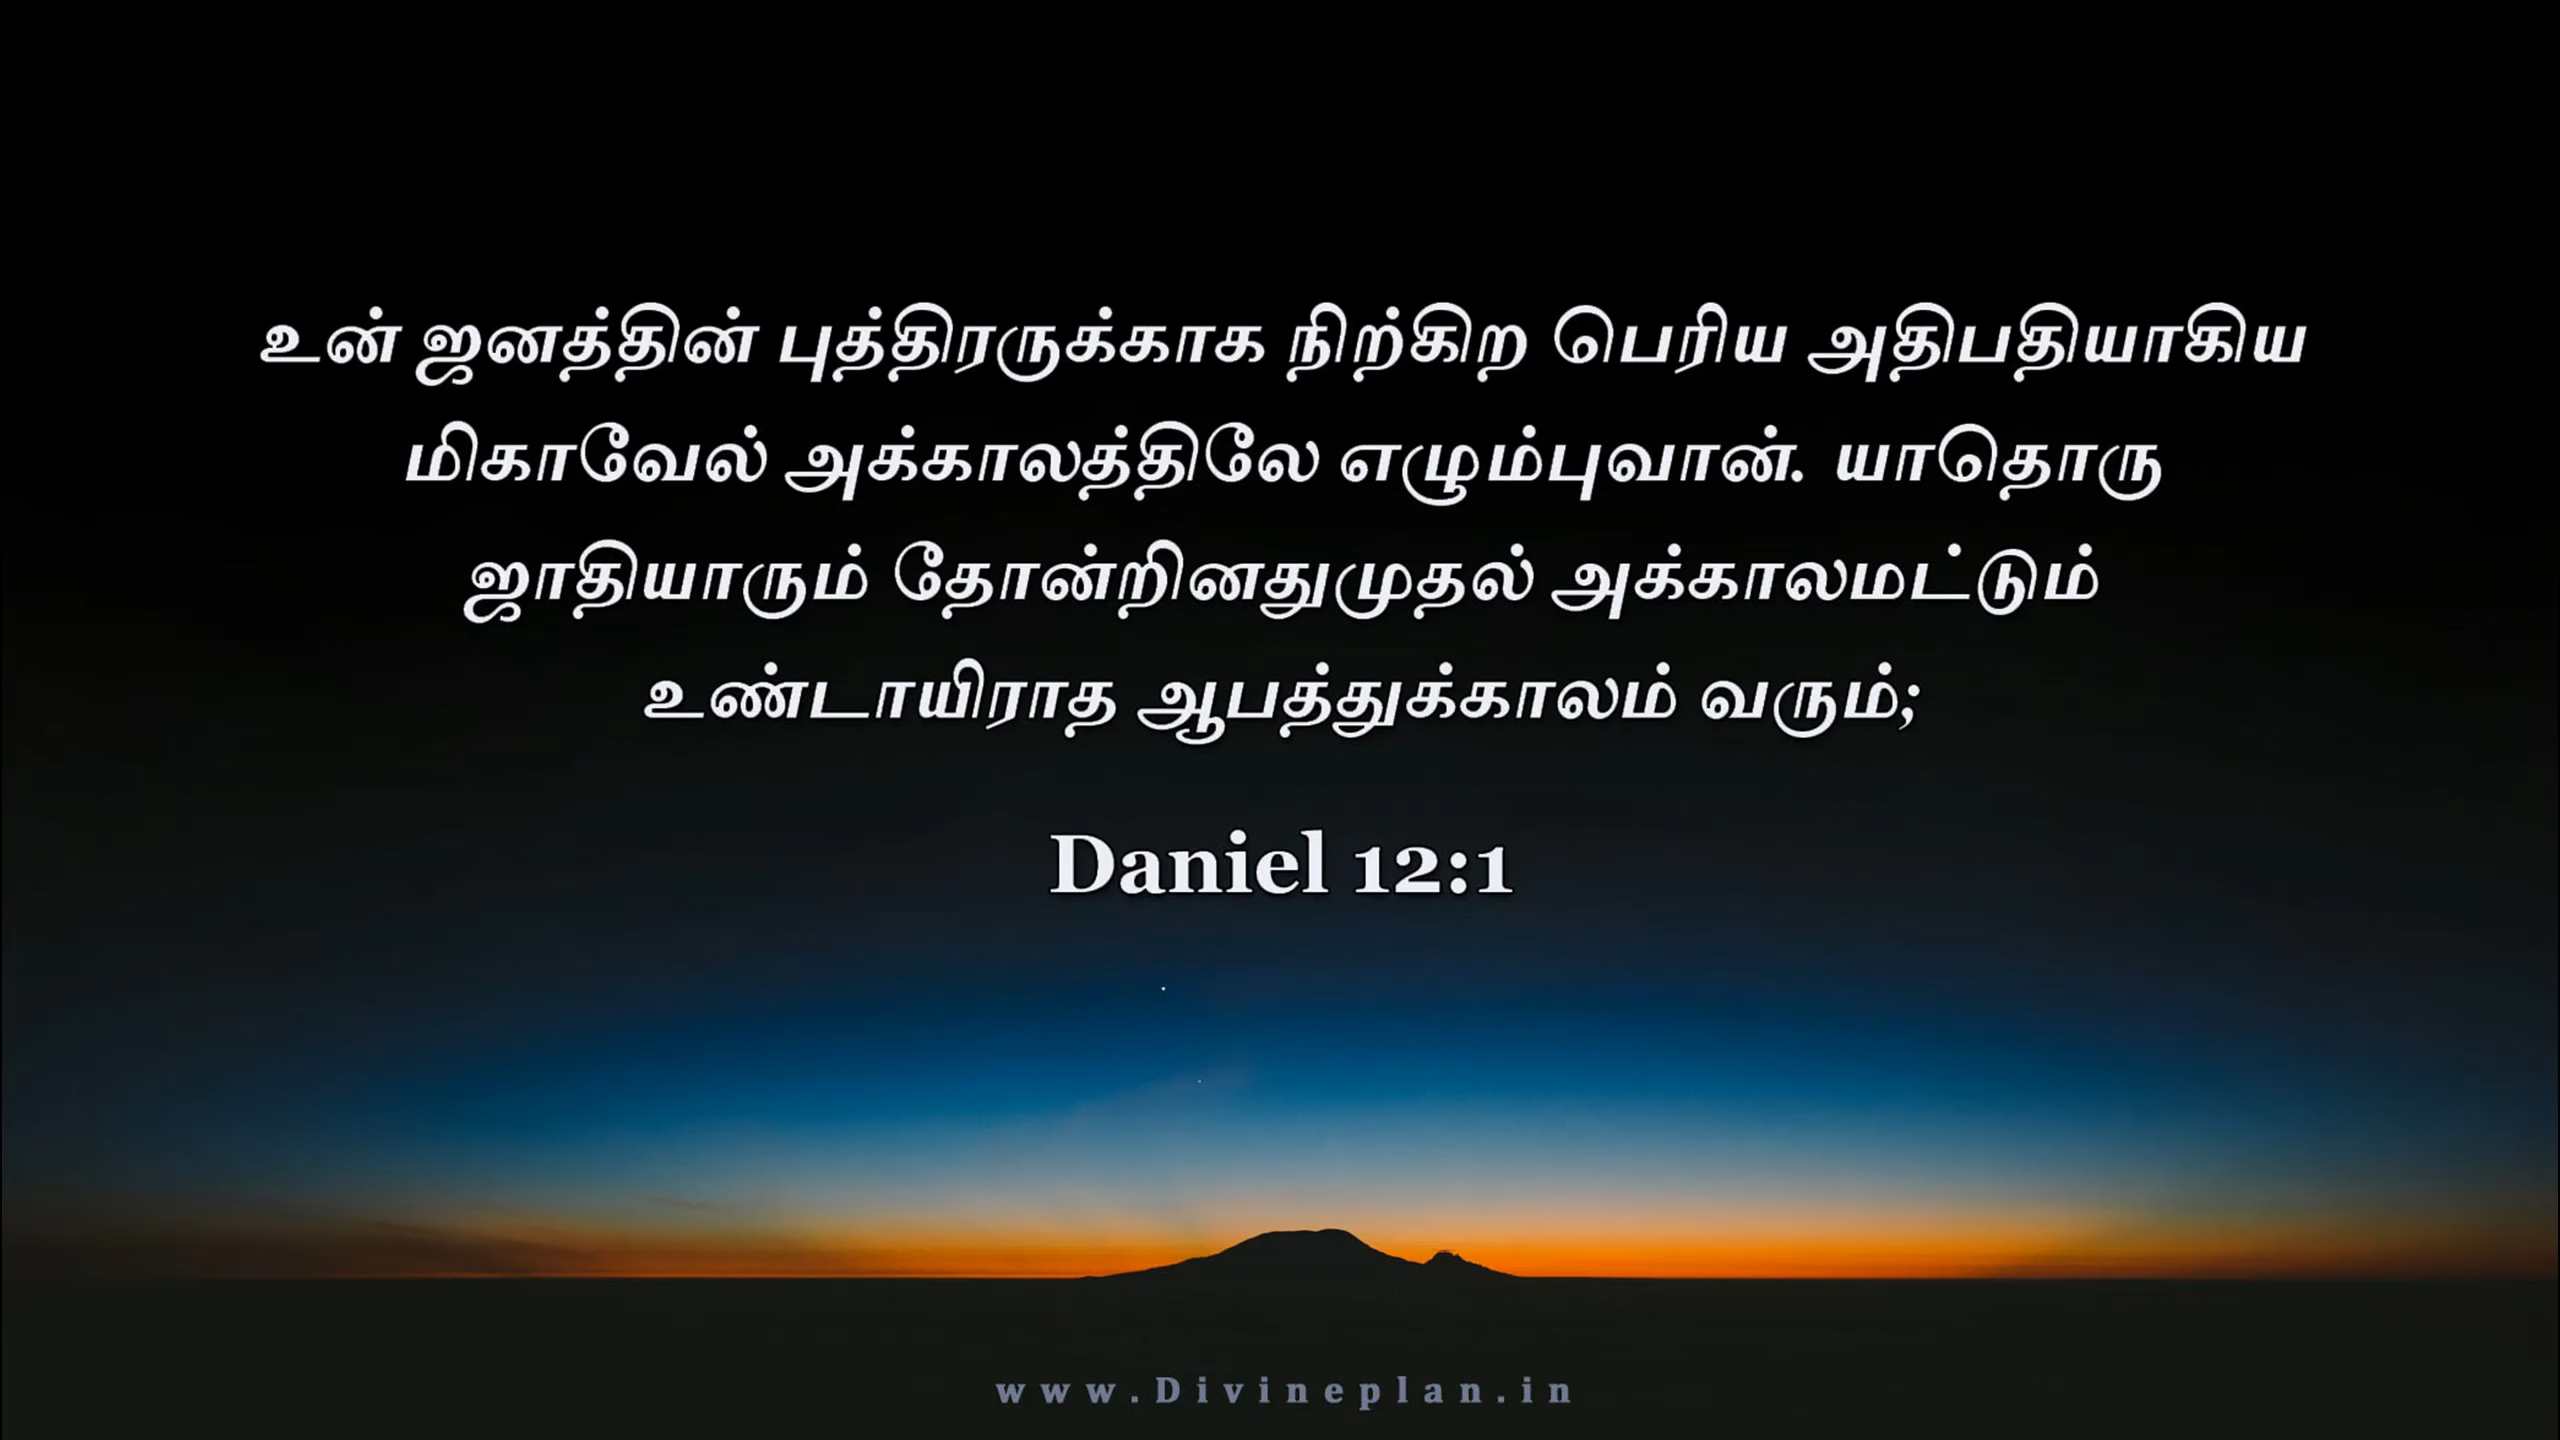 உன் ஜனத்தின் புத்திரருக்காக நிற்கிற பெரிய அதிபதியாகிய
மிகாவேல் அக்காலத்திலே எழும்புவான். யாதொரு
ஜாதியாரும் தோன்றினதுமுதல் அக்காலமட்டும்
உண்டாயிராத ஆபத்துக்காலம் வரும்;
Daniel 12:1
www.Divineplan.in